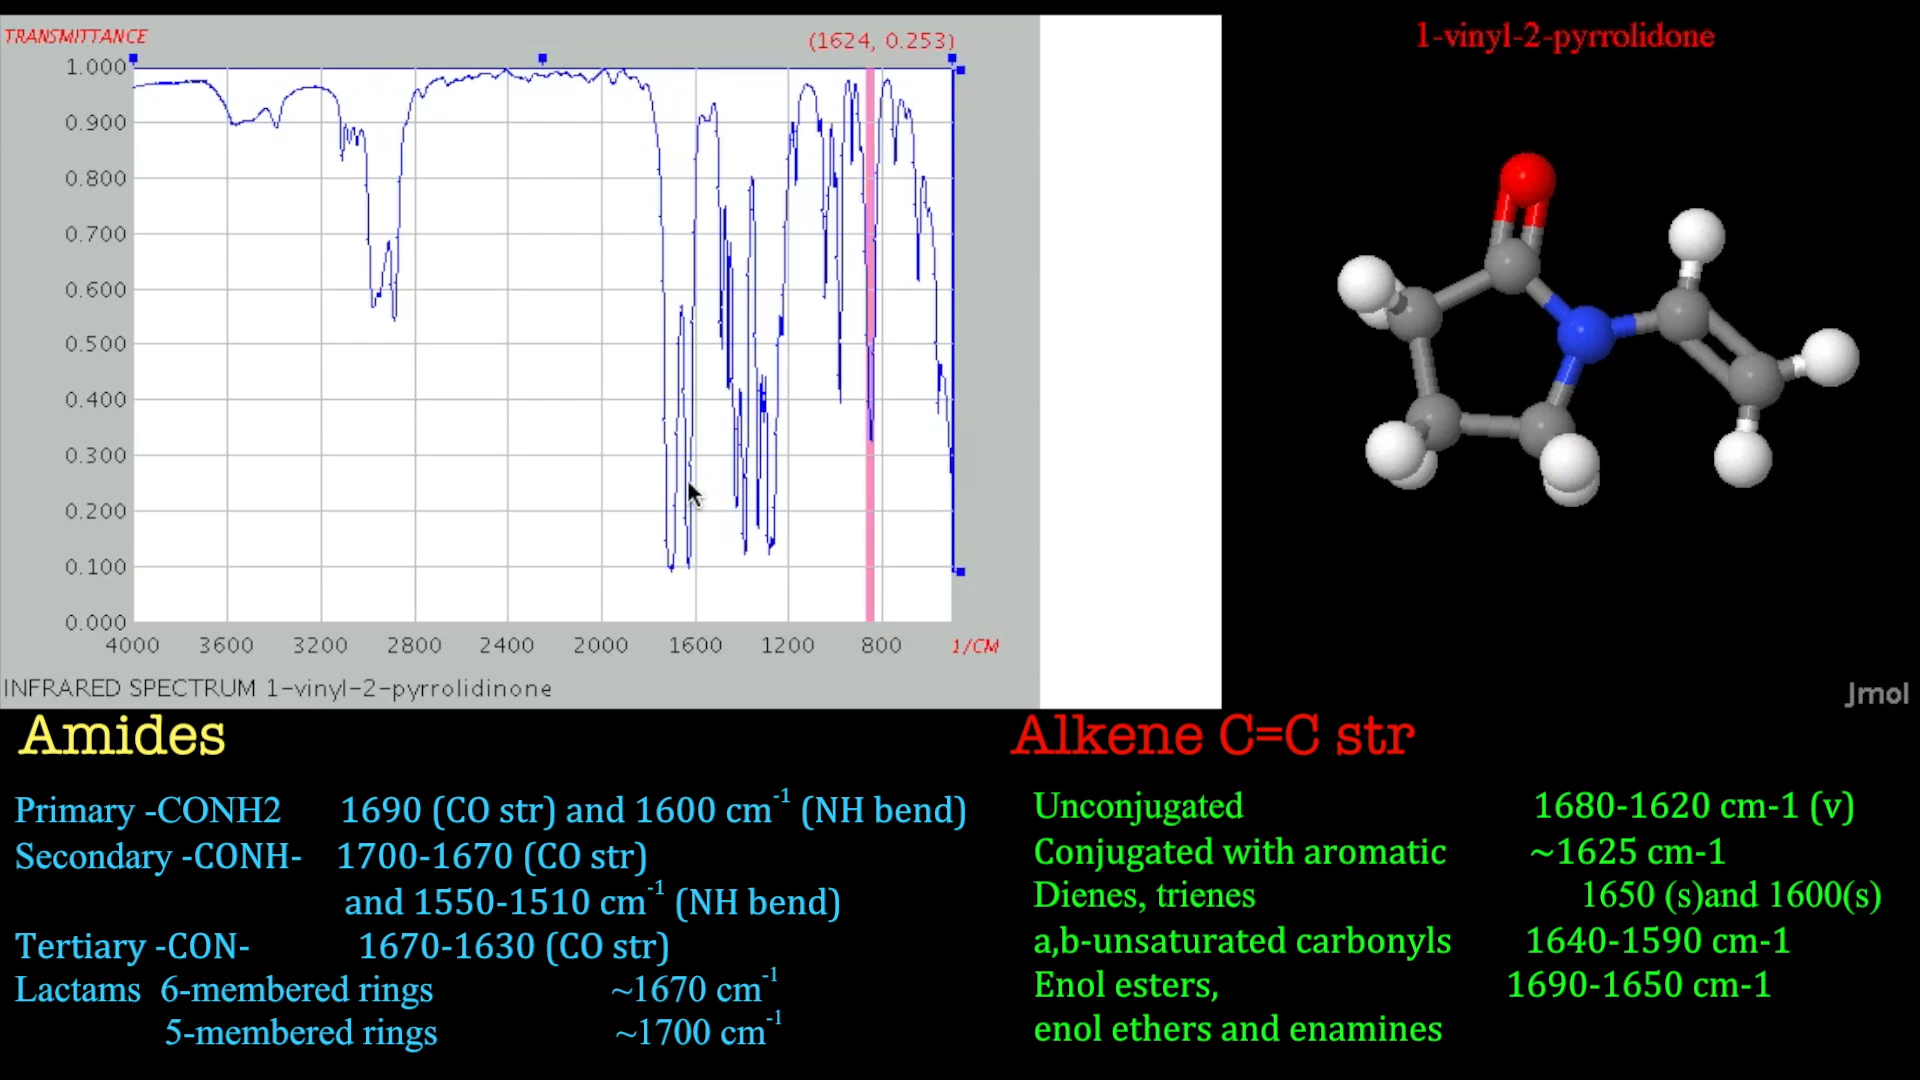 TRANSMITTANCE
(1624, 0.253)
1.000
0.900
0.800
0.700
0.600
0.500
0.400
0.300
0.200
0.100
0.000
4000 3600 3200 2800 2400 2000 1600 1200 800 1/CM
INFRARED SPECTRUM 1-vinyl-2-pyrrolidinone
1-vinyl-2-pyrrolidone
Jmol
Amides
Primary -CONH2 1690 (CO str) and 1600 cm-1 (NH bend)
Secondary -CONH- 1700-1670 (CO str)
and 1550-1510 cm-1 (NH bend)
Tertiary -CON- 1670-1630 (CO str)
Lactams 6-membered rings ~1670 cm-1
5-membered rings ~1700 cm-1
Alkene C=C str
Unconjugated 1680-1620 cm-1 (v)
Conjugated with aromatic ~1625 cm-1
Dienes, trienes 1650 (s)and 1600(s)
a,b-unsaturated carbonyls 1640-1590 cm-1
Enol esters, 1690-1650 cm-1
enol ethers and enamines